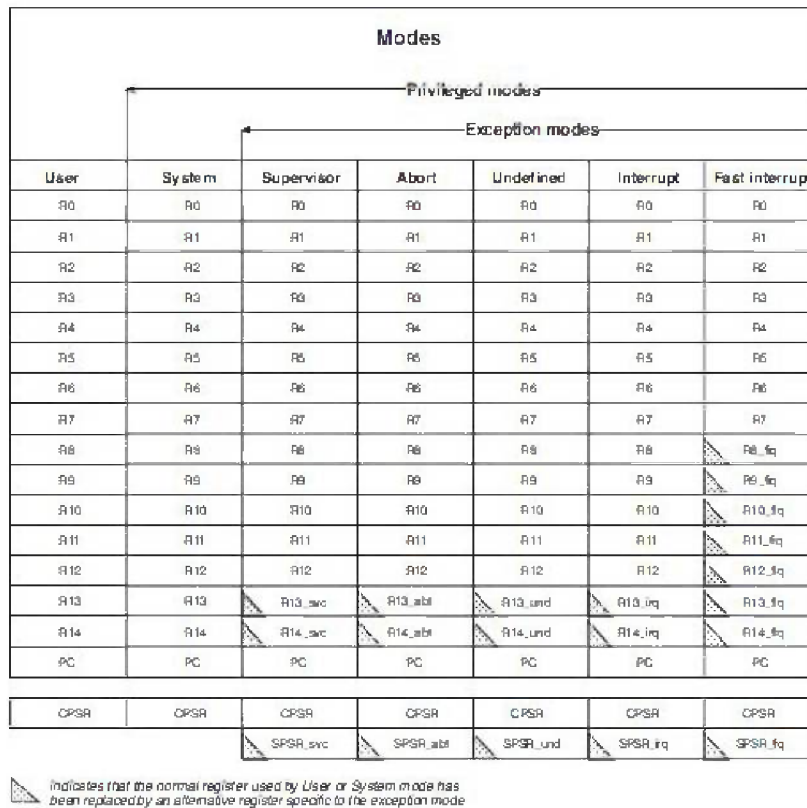 Modes
Privileged modes
Exception modes
User System Supervisor Abort Undefined Interrupt Fast interrup
R0 R0 R0 R0 R0 R0 R0
R1 R1 R1 R1 R1 R1 R1
R2 R2 R2 R2 R2 R2 R2
R3 R3 R3 R3 R3 R3 R3
R4 R4 R4 R4 R4 R4 R4
R5 R5 R5 R5 R5 R5 R5
R6 R6 R6 R6 R6 R6 R6
R7 R7 R7 R7 R7 R7 R7
R8 R8 R8 R8 R8 R8 R8_fiq
R9 R9 R9 R9 R9 R9 R9_fiq
R10 R10 R10 R10 R10 R10 R10_fiq
R11 R11 R11 R11 R11 R11 R11_fiq
R12 R12 R12 R12 R12 R12 R12_fiq
R13 R13 R13_svc R13_abt R13_und R13_irq R13_fiq
R14 R14 R14_svc R14_abt R14_und R14_irq R14_fiq
PC PC PC PC PC PC PC
CPSR CPSR CPSR CPSR CPSR CPSR CPSR
SPSR_svc SPSR_abt SPSR_und SPSR_irq SPSR_fiq
indicates that the normal register used by User or System mode has
been replaced by an alternative register specific to the exception mode